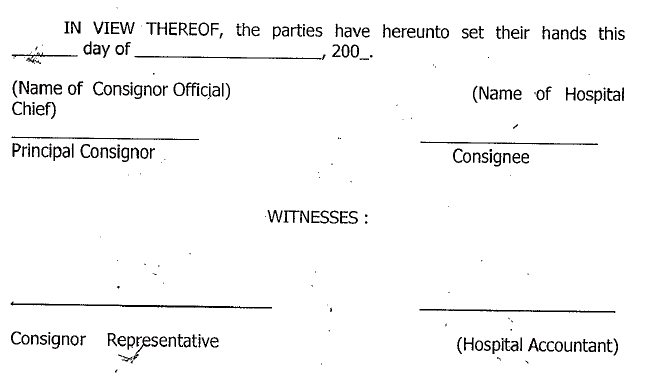 IN VIEW THEREOF, the parties have hereunto set their hands this
______ day of __________________, 200_.
(Name of Consignor Official) (Name of Hospital
Chief)
Principal Consignor Consignee
WITNESSES :
Consignor Representative (Hospital Accountant)